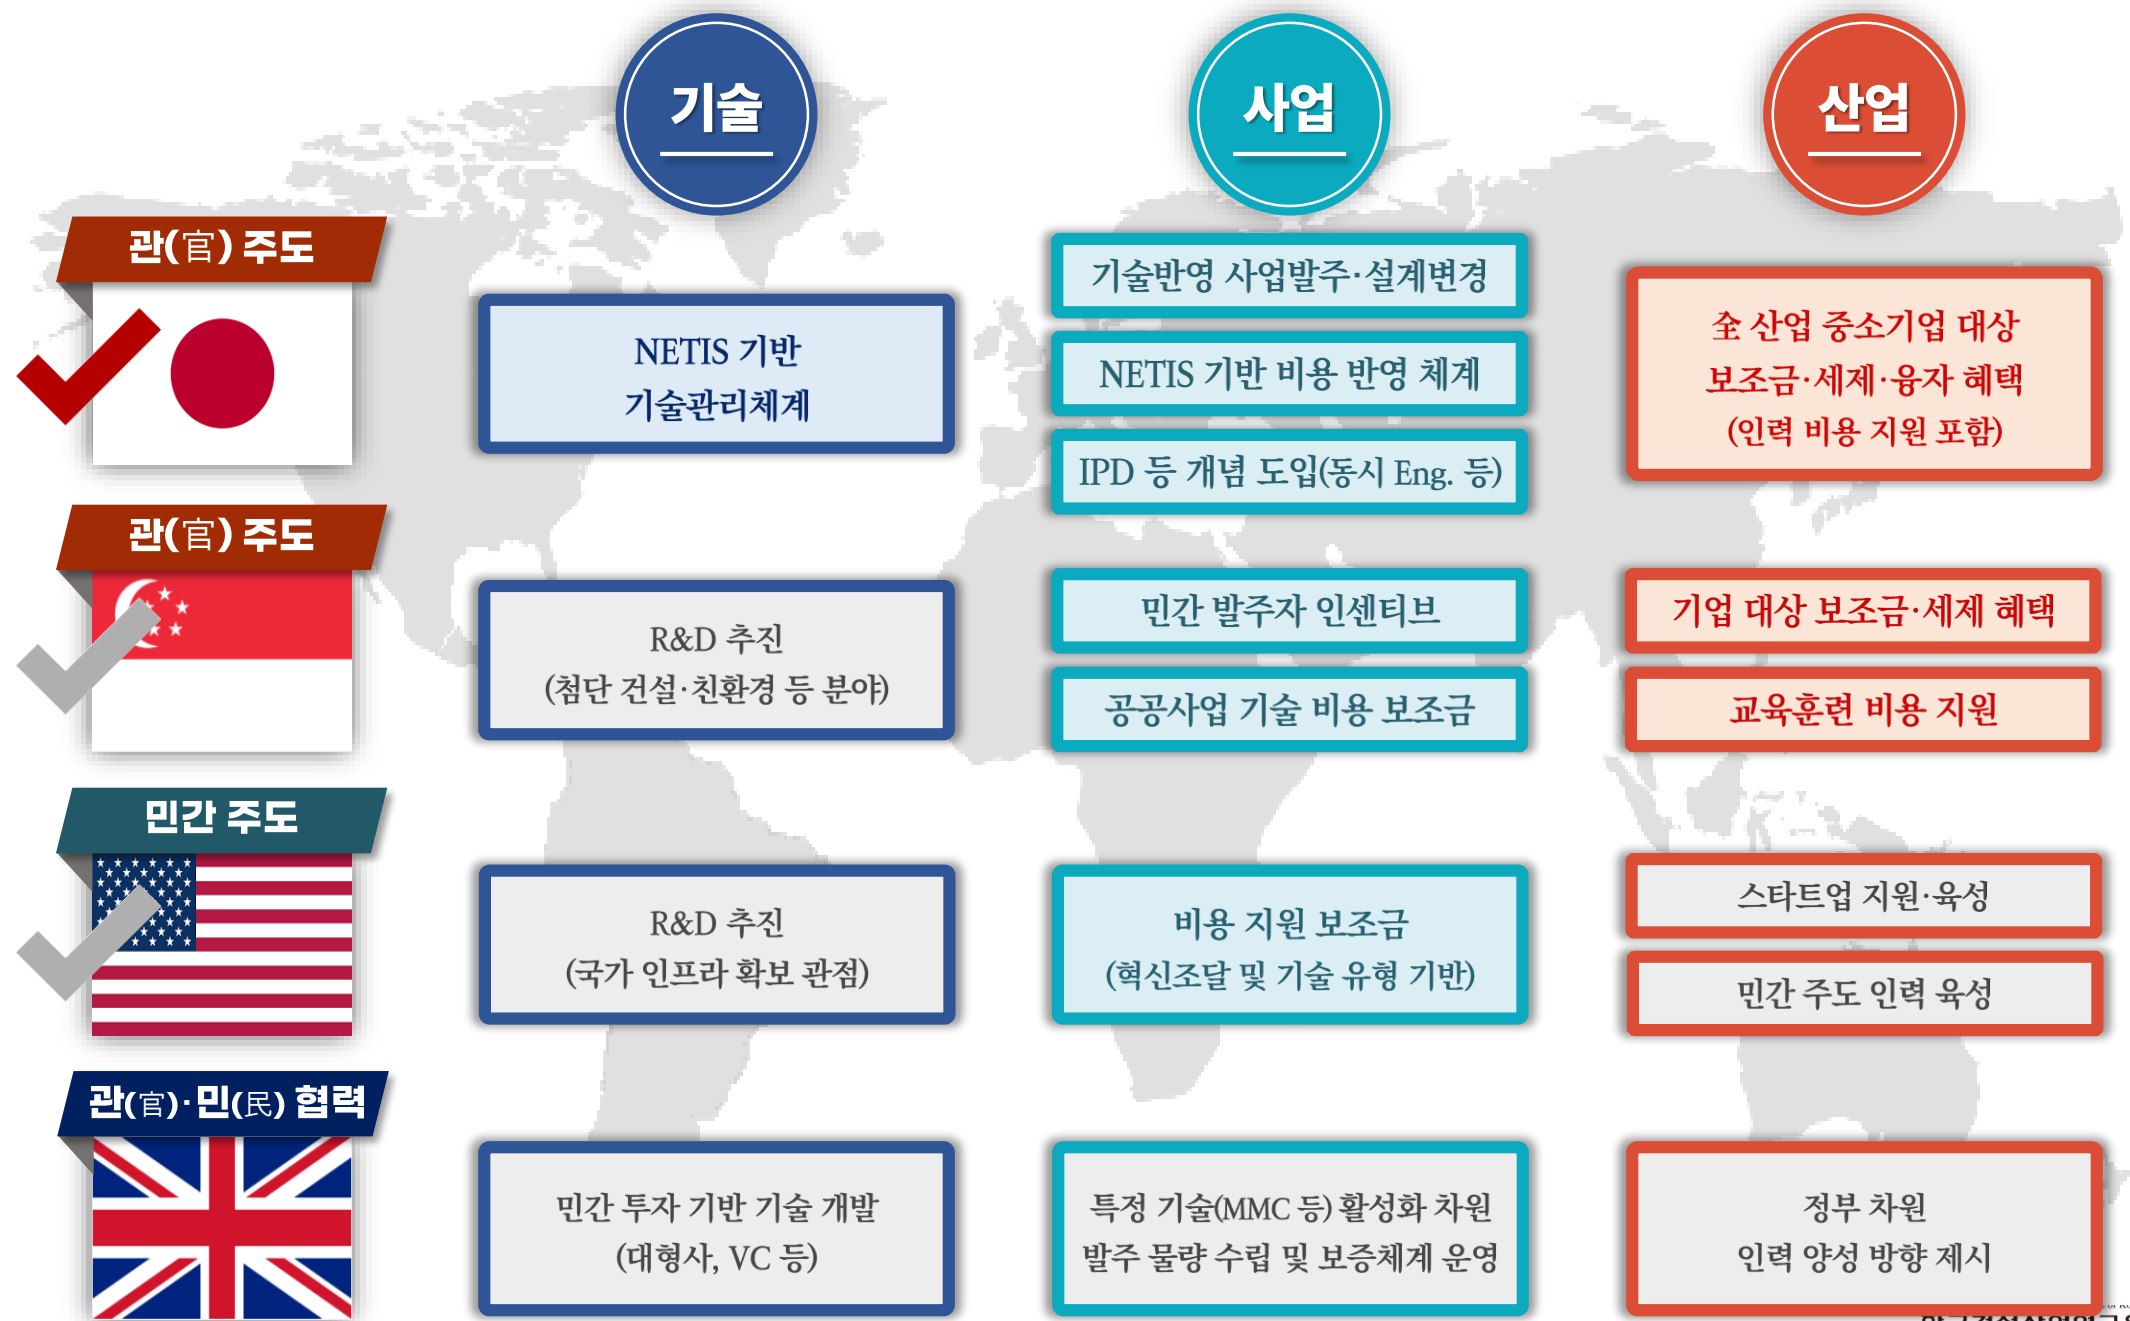 기술
사업
산업
관(官) 주도
NETIS 기반
기술관리체계
기술반영 사업발주·설계변경
NETIS 기반 비용 반영 체계
IPD 등 개념 도입(동시 Eng. 등)
全 산업 중소기업 대상
보조금·세제·융자 혜택
(인력 비용 지원 포함)
관(官) 주도
R&D 추진
(첨단 건설·친환경 등 분야)
민간 발주자 인센티브
공공사업 기술 비용 보조금
기업 대상 보조금·세제 혜택
교육훈련 비용 지원
민간 주도
R&D 추진
(국가 인프라 확보 관점)
비용 지원 보조금
(혁신조달 및 기술 유형 기반)
스타트업 지원·육성
민간 주도 인력 육성
관(官)·민(民) 협력
민간 투자 기반 기술 개발
(대형사, VC 등)
특정 기술(MMC 등) 활성화 차원
발주 물량 수립 및 보증체계 운영
정부 차원
인력 양성 방향 제시